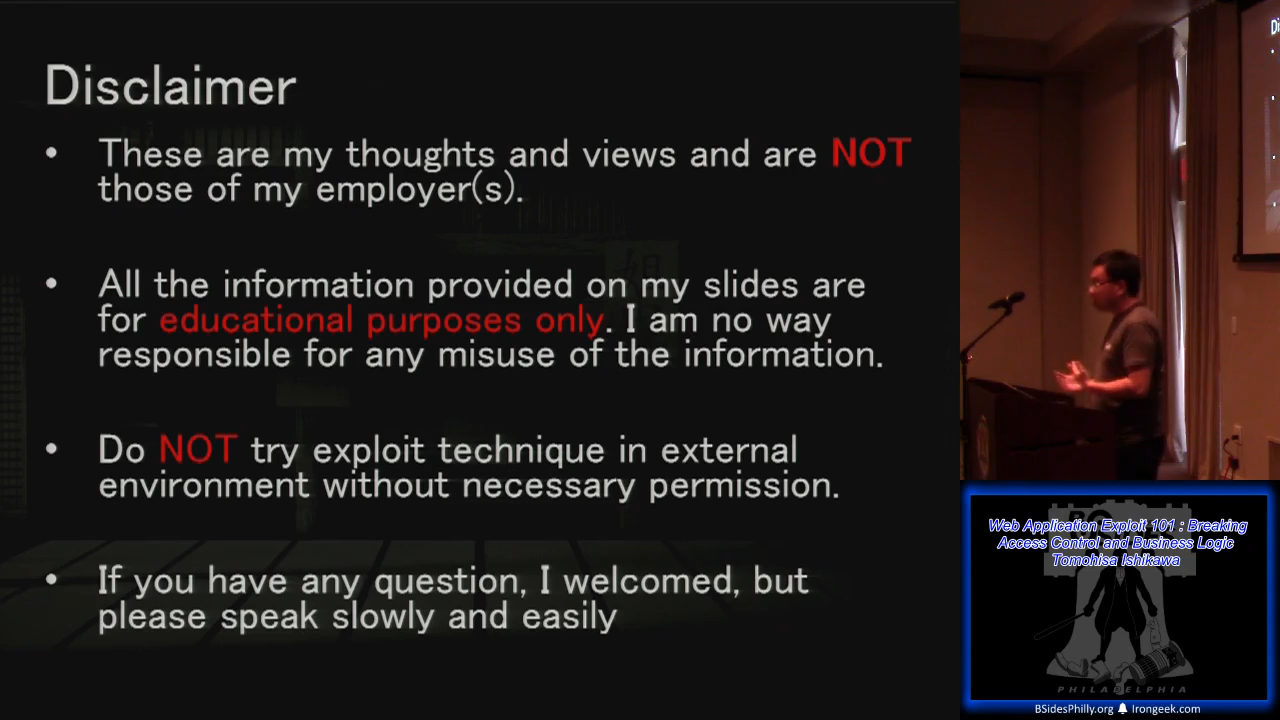 Disclaimer
• These are my thoughts and views and are NOT
those of my employer(s).
• All the information provided on my slides are
for educational purposes only. I am no way
responsible for any misuse of the information.
• Do NOT try exploit technique in external
environment without necessary permission.
• If you have any question, I welcomed, but
please speak slowly and easily
Web Application Exploit 101 : Breaking
Access Control and Business Logic
Tomohisa Ishikawa
PHILADELPHIA
BSidesPhilly.org Irongeek.com